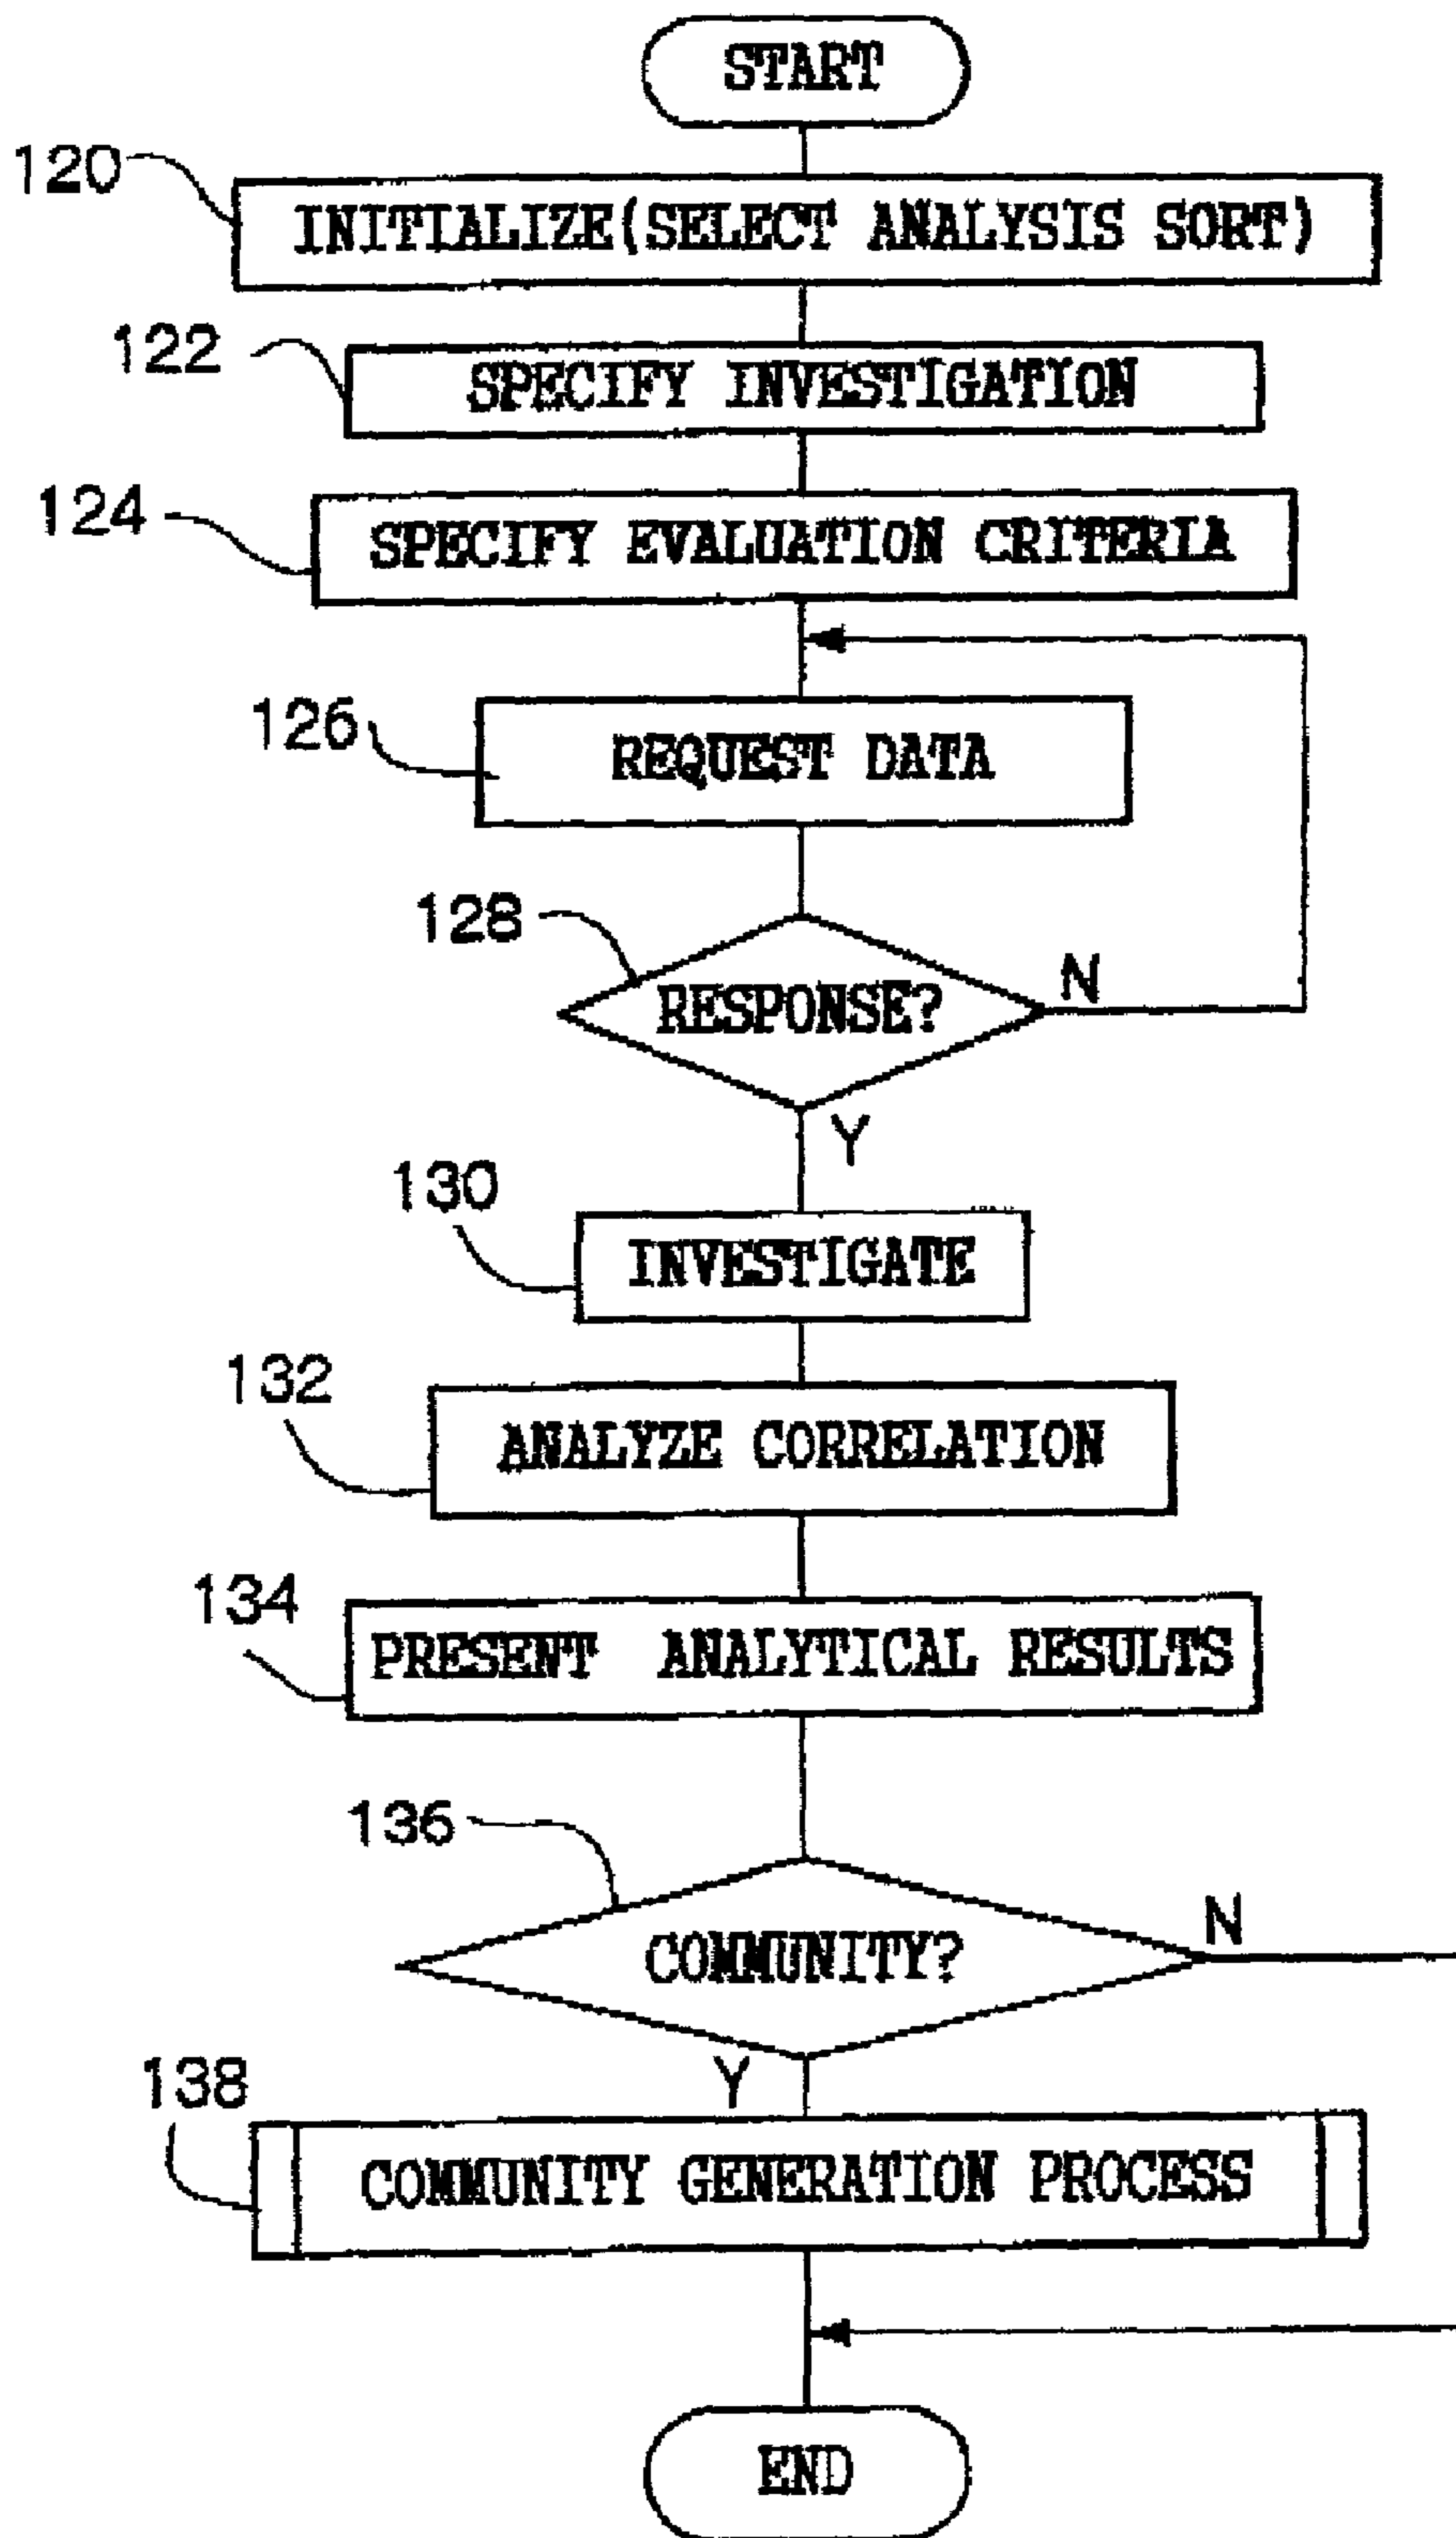 START
120
INITIALIZE(SELECT ANALYSIS SORT)
122
SPECIFY INVESTIGATION
124
SPECIFY EVALUATION CRITERIA
126
REQUEST DATA
128
RESPONSE?
N
Y
130
INVESTIGATE
132
ANALYZE CORRELATION
134
PRESENT ANALYTICAL RESULTS
136
COMMUNITY?
N
Y
138
COMMUNITY GENERATION PROCESS
END